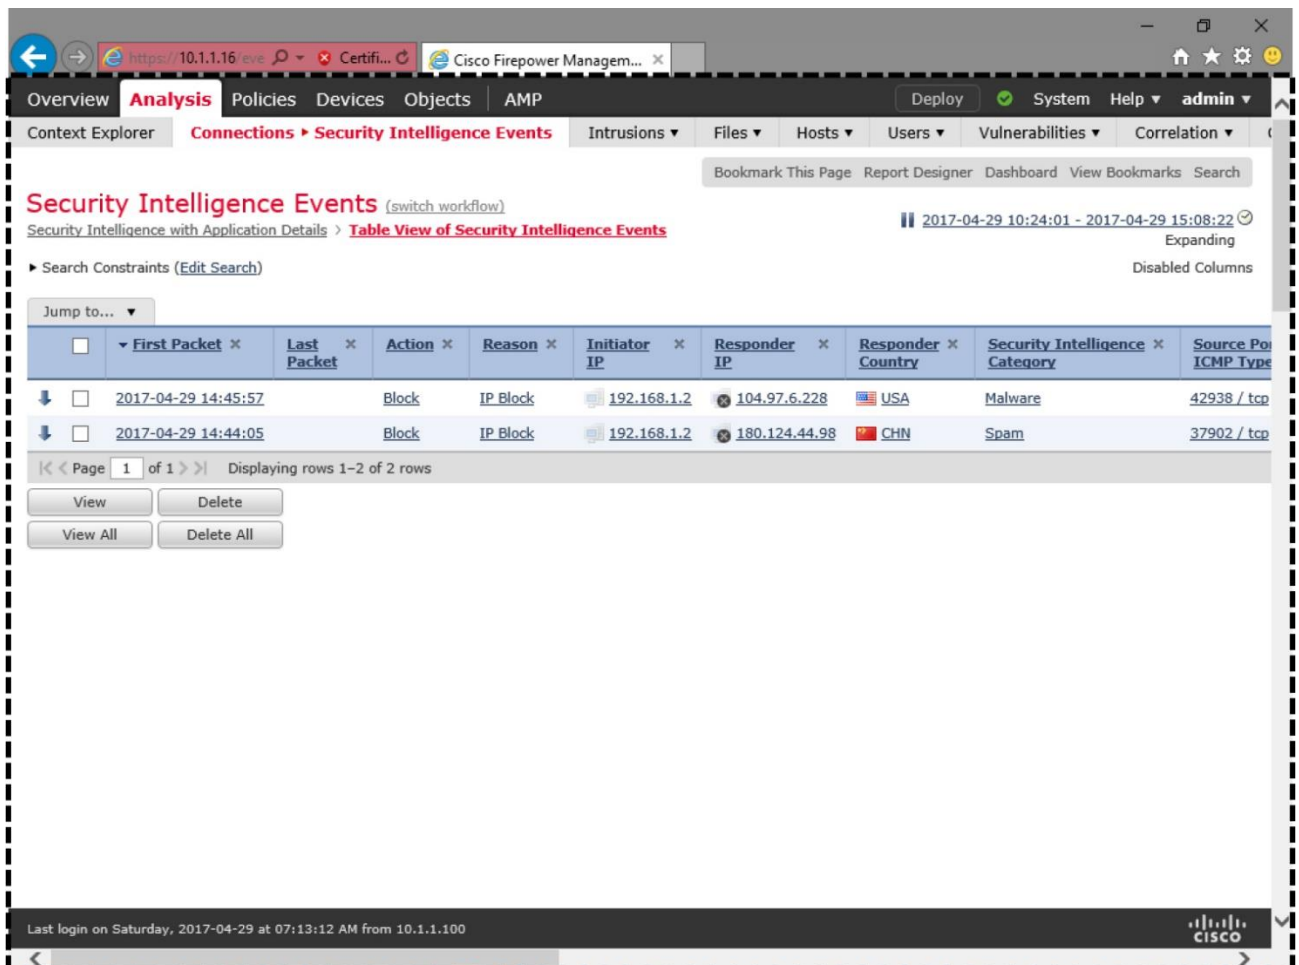 https://10.1.1.16/eve Certifi... Cisco Firepower Managem...
Overview Analysis Policies Devices Objects AMP Deploy System Help admin
Context Explorer Connections Security Intelligence Events Intrusions Files Hosts Users Vulnerabilities Correlation
Bookmark This Page Report Designer Dashboard View Bookmarks Search
Security Intelligence Events (switch workflow)
2017-04-29 10:24:01 - 2017-04-29 15:08:22
Security Intelligence with Application Details > Table View of Security Intelligence Events
Expanding
Search Constraints (Edit Search) Disabled Columns
Jump to...
First Packet Last Packet Action Reason Initiator IP Responder IP Responder Country Security Intelligence Category Source Po ICMP Type
2017-04-29 14:45:57 Block IP Block 192.168.1.2 104.97.6.228 USA Malware 42938 / tcp
2017-04-29 14:44:05 Block IP Block 192.168.1.2 180.124.44.98 CHN Spam 37902 / tcp
Page 1 of 1 Displaying rows 1–2 of 2 rows
View Delete
View All Delete All
Last login on Saturday, 2017-04-29 at 07:13:12 AM from 10.1.1.100
CISCO